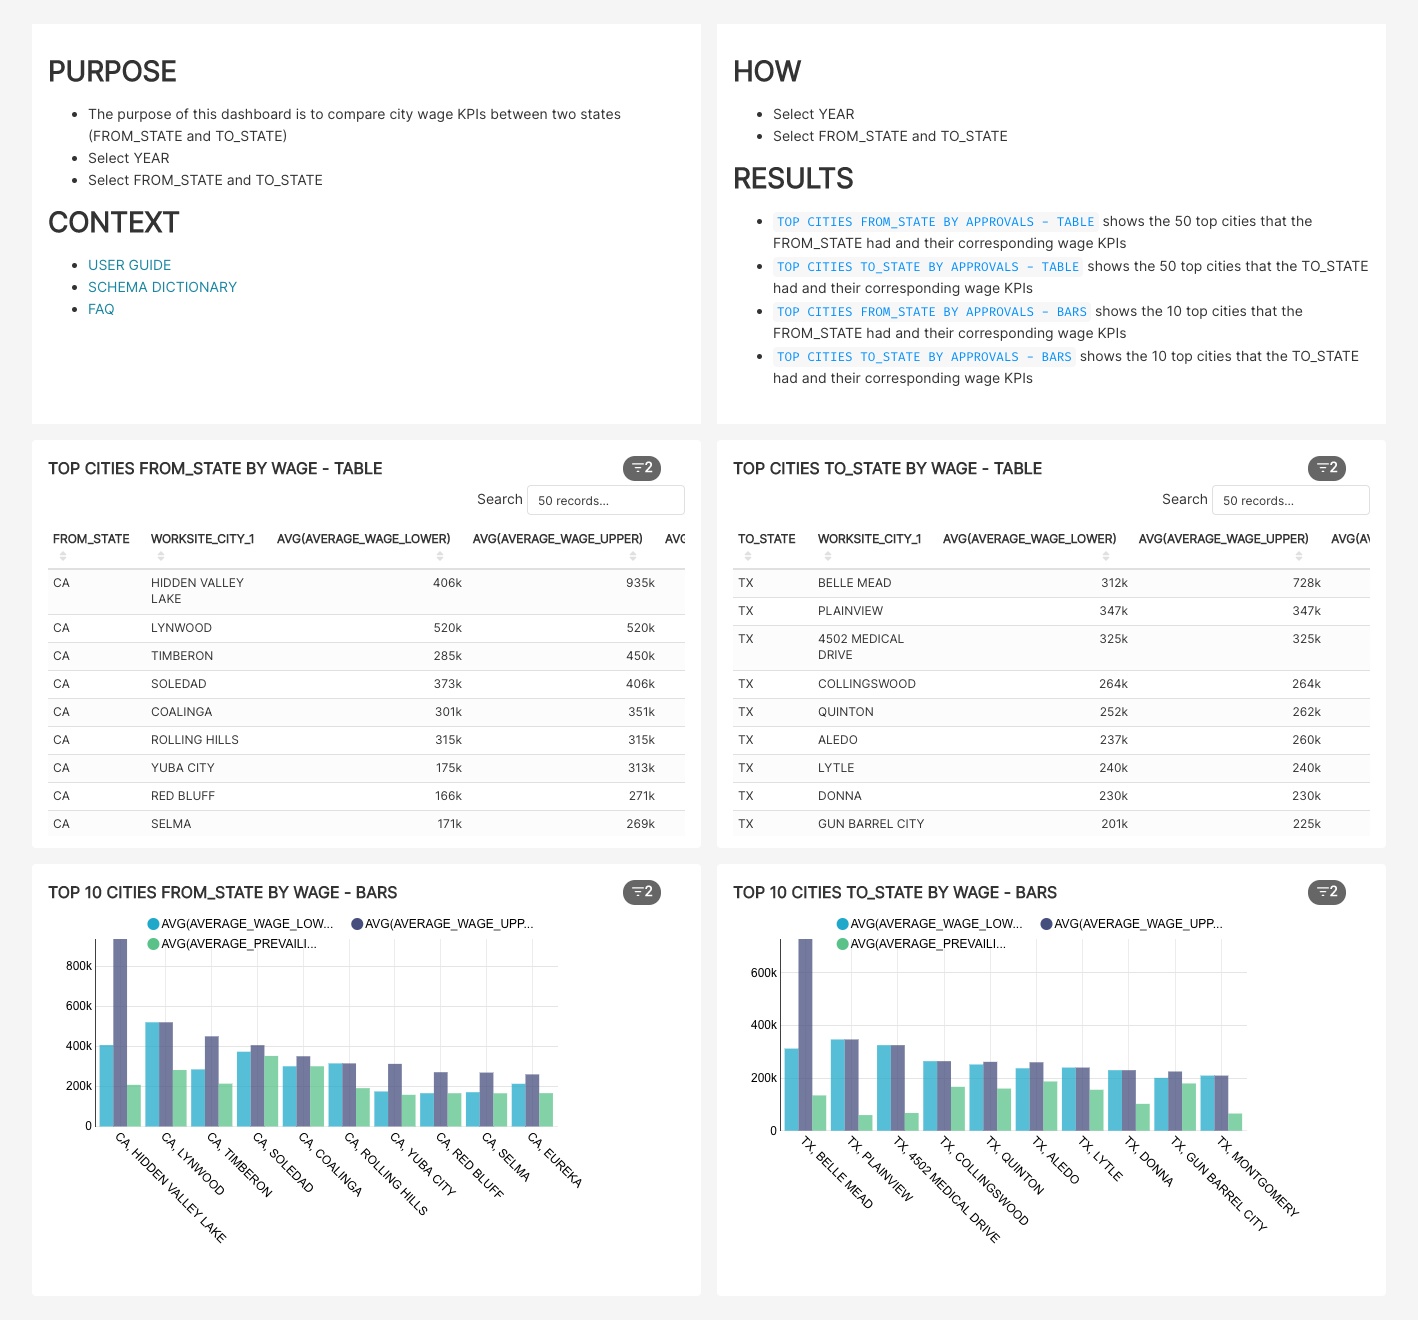 PURPOSE
The purpose of this dashboard is to compare city wage KPIs between two states
(FROM_STATE and TO_STATE)
Select YEAR
Select FROM_STATE and TO_STATE
CONTEXT
USER GUIDE
SCHEMA DICTIONARY
FAQ
HOW
Select YEAR
Select FROM_STATE and TO_STATE
RESULTS
TOP CITIES FROM_STATE BY APPROVALS - TABLE shows the 50 top cities that the
FROM_STATE had and their corresponding wage KPIs
TOP CITIES TO_STATE BY APPROVALS - TABLE shows the 50 top cities that the TO_STATE
had and their corresponding wage KPIs
TOP CITIES FROM_STATE BY APPROVALS - BARS shows the 10 top cities that the
FROM_STATE had and their corresponding wage KPIs
TOP CITIES TO_STATE BY APPROVALS - BARS shows the 10 top cities that the TO_STATE
had and their corresponding wage KPIs
TOP CITIES FROM_STATE BY WAGE - TABLE 2
Search 50 records...
FROM_STATE WORKSITE_CITY_1 AVG(AVERAGE_WAGE_LOWER) AVG(AVERAGE_WAGE_UPPER) AVG
CA HIDDEN VALLEY 406k 935k
LAKE
CA LYNWOOD 520k 520k
CA TIMBERON 285k 450k
CA SOLEDAD 373k 406k
CA COALINGA 301k 351k
CA ROLLING HILLS 315k 315k
CA YUBA CITY 175k 313k
CA RED BLUFF 166k 271k
CA SELMA 171k 269k
TOP CITIES TO_STATE BY WAGE - TABLE 2
Search 50 records...
TO_STATE WORKSITE_CITY_1 AVG(AVERAGE_WAGE_LOWER) AVG(AVERAGE_WAGE_UPPER) AVG(AV
TX BELLE MEAD 312k 728k
TX PLAINVIEW 347k 347k
TX 4502 MEDICAL 325k 325k
DRIVE
TX COLLINGSWOOD 264k 264k
TX QUINTON 252k 262k
TX ALEDO 237k 260k
TX LYTLE 240k 240k
TX DONNA 230k 230k
TX GUN BARREL CITY 201k 225k
TOP 10 CITIES FROM_STATE BY WAGE - BARS 2
AVG(AVERAGE_WAGE_LOW... AVG(AVERAGE_WAGE_UPP...
AVG(AVERAGE_PREVAILI...
800k
600k
400k
200k
0
CA, HIDDEN VALLEY LAKE
CA, LYNWOOD
CA, TIMBERON
CA, SOLEDAD
CA, COALINGA
CA, ROLLING HILLS
CA, YUBA CITY
CA, RED BLUFF
CA, SELMA
CA, EUREKA
TOP 10 CITIES TO_STATE BY WAGE - BARS 2
AVG(AVERAGE_WAGE_LOW... AVG(AVERAGE_WAGE_UPP...
AVG(AVERAGE_PREVAILI...
600k
400k
200k
0
TX, BELLE MEAD
TX, PLAINVIEW
TX, 4502 MEDICAL DRIVE
TX, COLLINGSWOOD
TX, QUINTON
TX, ALEDO
TX, LYTLE
TX, DONNA
TX, GUN BARREL CITY
TX, MONTGOMERY